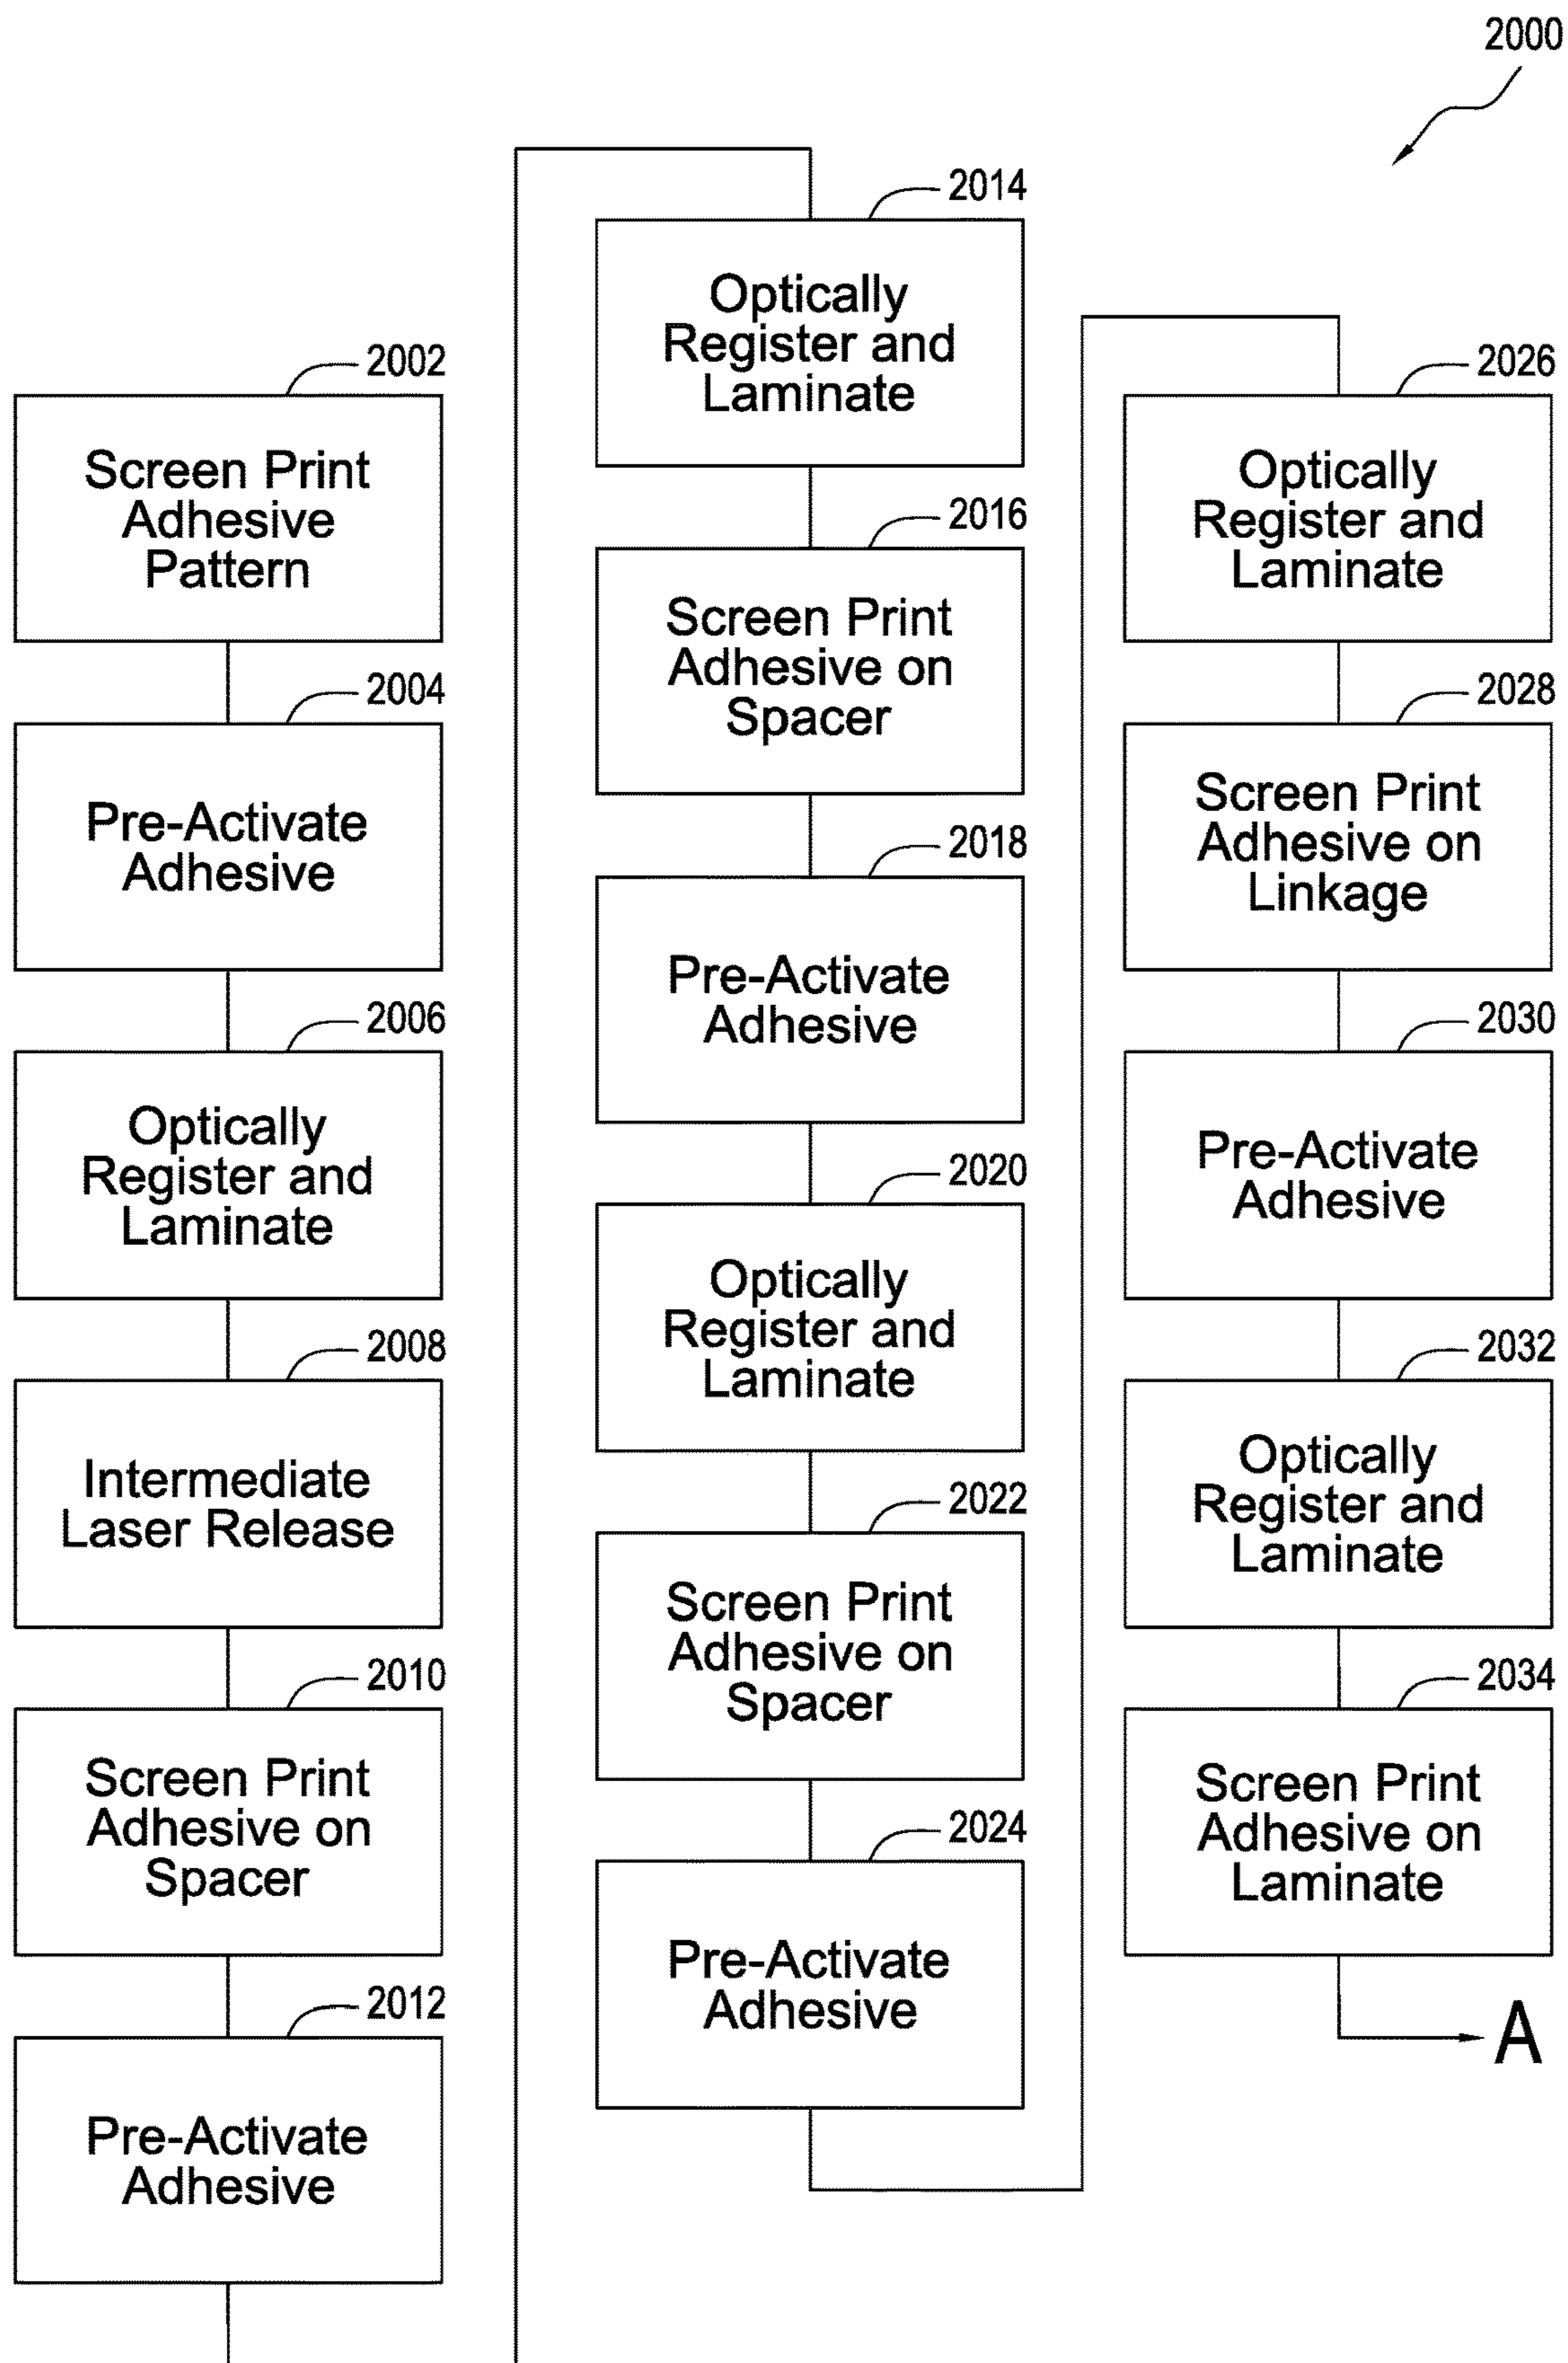 2000
2002
Screen Print
Adhesive
Pattern
2004
Pre-Activate
Adhesive
2006
Optically
Register and
Laminate
2008
Intermediate
Laser Release
2010
Screen Print
Adhesive on
Spacer
2012
Pre-Activate
Adhesive
2014
Optically
Register and
Laminate
2016
Screen Print
Adhesive on
Spacer
2018
Pre-Activate
Adhesive
2020
Optically
Register and
Laminate
2022
Screen Print
Adhesive on
Spacer
2024
Pre-Activate
Adhesive
2026
Optically
Register and
Laminate
2028
Screen Print
Adhesive on
Linkage
2030
Pre-Activate
Adhesive
2032
Optically
Register and
Laminate
2034
Screen Print
Adhesive on
Laminate
A